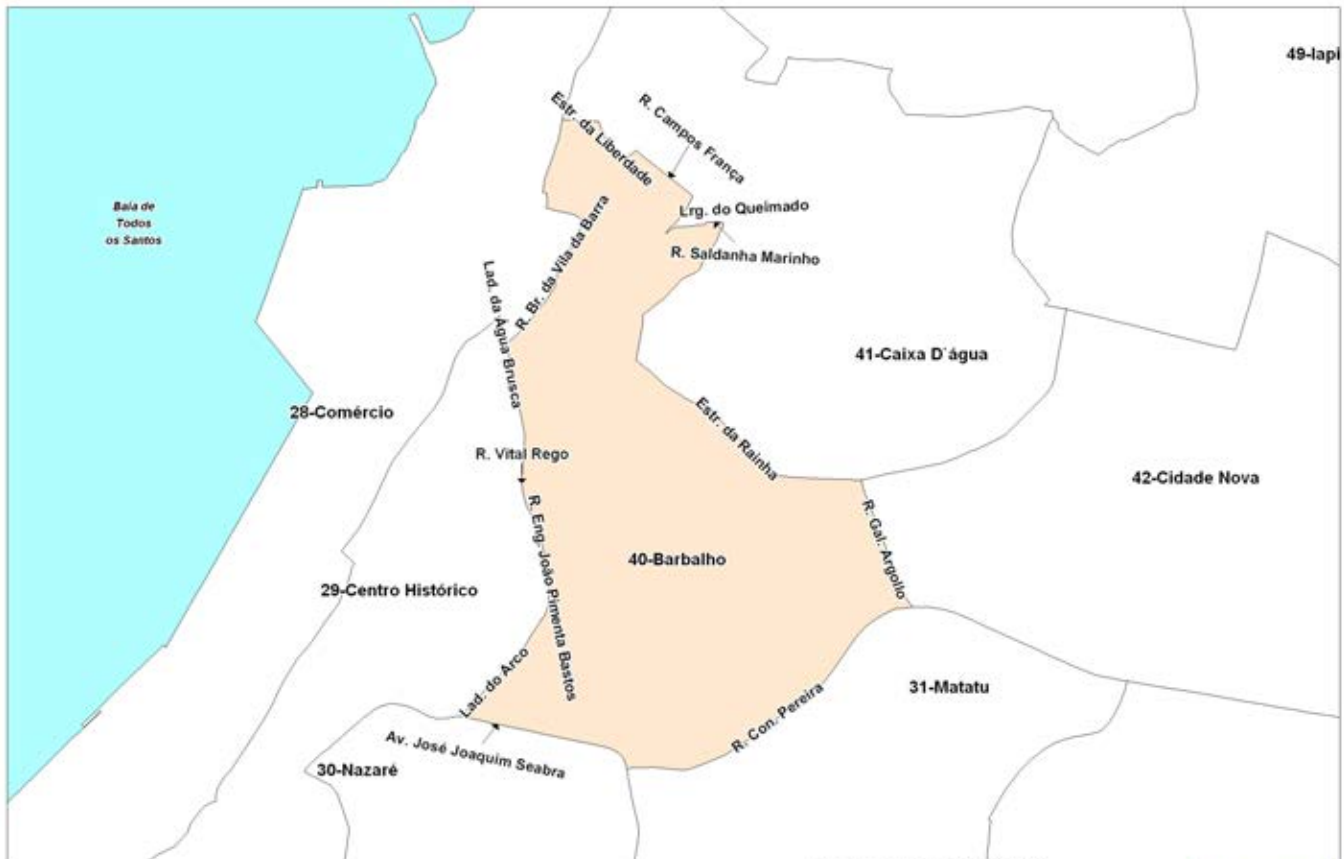 49-Iapi
R. Campos França
Estr. da Liberdade
Baía de
Todos
os Santos
Lrg. do Queimado
R. Saldanha Marinho
R. Br. da Vila da Barra
Lad. da Água Brusca
41-Caixa D'água
28-Comércio
Estr. da Rainha
R. Vital Rego
42-Cidade Nova
R. Gal. Argollo
R. Eng. João Pimenta Bastos
40-Barbalho
29-Centro Histórico
Lad. do Arco
31-Matatu
R. Con. Pereira
Av. José Joaquim Seabra
30-Nazaré